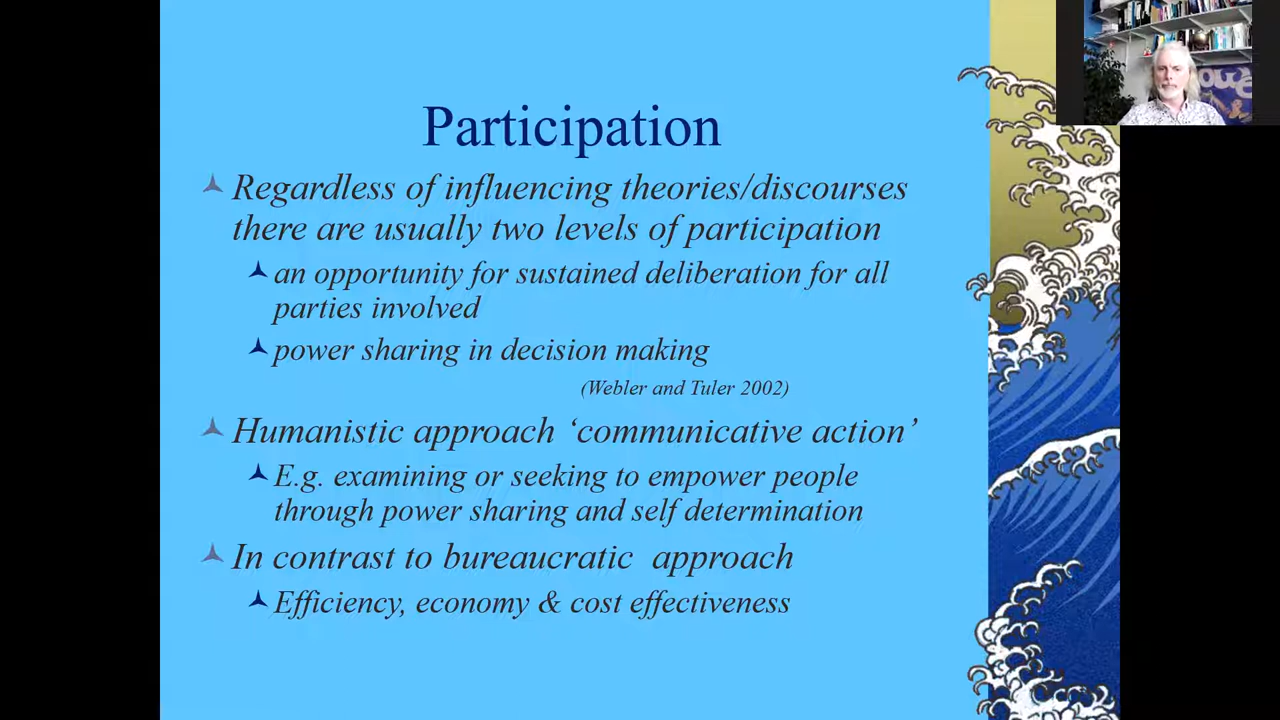 Participation
Regardless of influencing theories/discourses
there are usually two levels of participation
an opportunity for sustained deliberation for all
parties involved
power sharing in decision making
(Webler and Tuler 2002)
Humanistic approach ‘communicative action’
E.g. examining or seeking to empower people
through power sharing and self determination
In contrast to bureaucratic  approach
Efficiency, economy & cost effectiveness